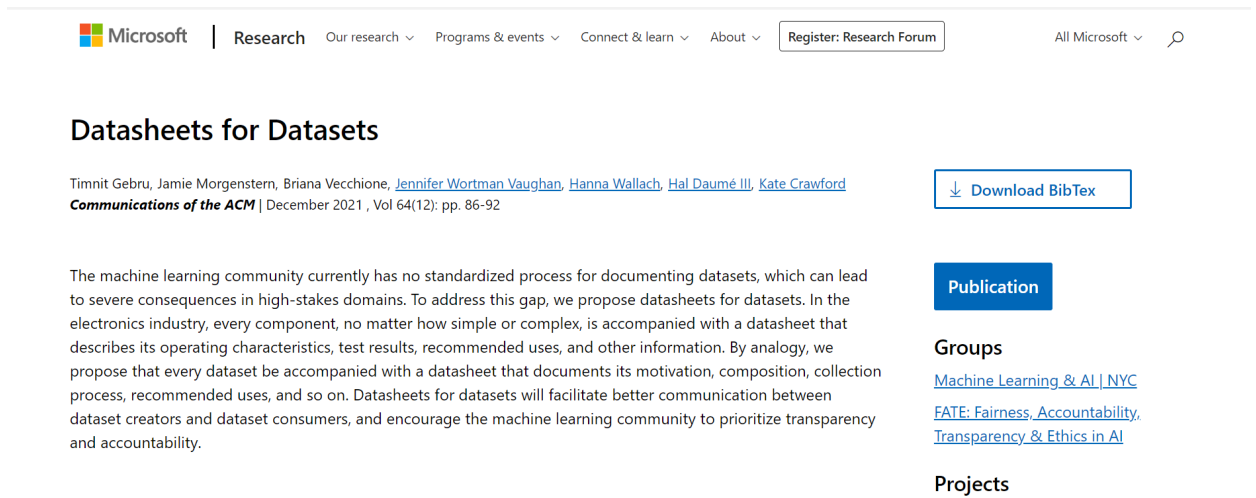 Microsoft | Research Our research Programs & events Connect & learn About Register: Research Forum All Microsoft
Datasheets for Datasets
Timnit Gebru, Jamie Morgenstern, Briana Vecchione, Jennifer Wortman Vaughan, Hanna Wallach, Hal Daumé III, Kate Crawford
Communications of the ACM | December 2021 , Vol 64(12): pp. 86-92
Download BibTex
The machine learning community currently has no standardized process for documenting datasets, which can lead
to severe consequences in high-stakes domains. To address this gap, we propose datasheets for datasets. In the
electronics industry, every component, no matter how simple or complex, is accompanied with a datasheet that
describes its operating characteristics, test results, recommended uses, and other information. By analogy, we
propose that every dataset be accompanied with a datasheet that documents its motivation, composition, collection
process, recommended uses, and so on. Datasheets for datasets will facilitate better communication between
dataset creators and dataset consumers, and encourage the machine learning community to prioritize transparency
and accountability.
Publication
Groups
Machine Learning & AI | NYC
FATE: Fairness, Accountability,
Transparency & Ethics in AI
Projects